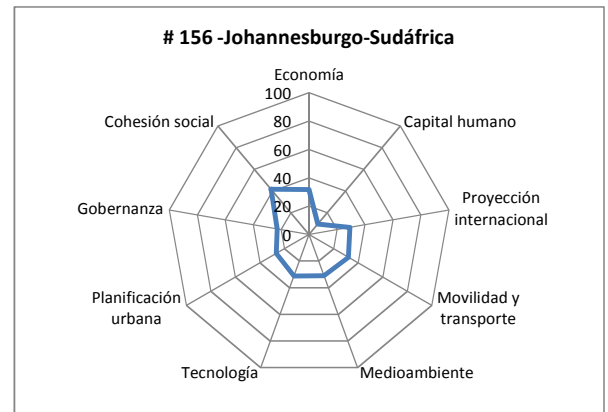 # 156 -Johannesburgo-Sudáfrica
Economía
100
80
60
40
20
0
Capital humano
Proyección
internacional
Movilidad y
transporte
Medioambiente
Tecnología
Planificación
urbana
Gobernanza
Cohesión social